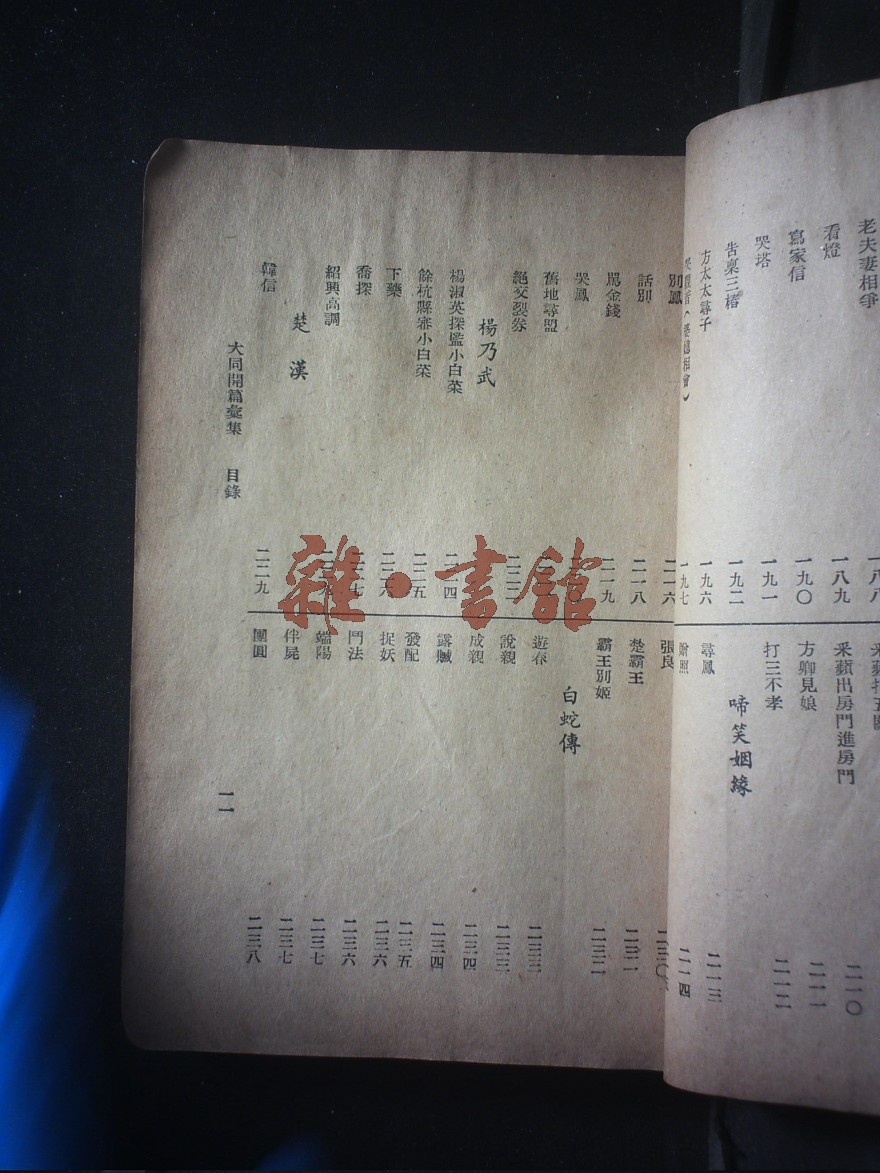 老夫妻相爭 一八八
看燈 一八九
寫家信 一九〇
哭塔 一九一
告稟三樁 一九二
方太太尋子 一九六
一九七
采蘋出房門進房門 二一〇
方卿見娘 二一一
打三不孝 二一二
啼笑姻緣
尋鳳 二一三
二一四
別鳳 二一六
話別 二一八
罵金錢 二一九
哭鳳
舊地尋盟
絕交裂券
楊乃武
楊淑英探監小白菜
餘杭縣審小白菜 二二五
下藥 二二六
喬探
紹興高調
楚漢
韓信 二二九
張良 二三〇
楚霸王
霸王別姬
白蛇傳
遊春
說親 二三三
成親 二三四
露贓 二三四
發配 二三五
捉妖 二三六
鬥法 二三六
端陽 二三七
伴屍 二三七
團圓 二三八
大同開篇彙集 目錄
一一
雜·書館